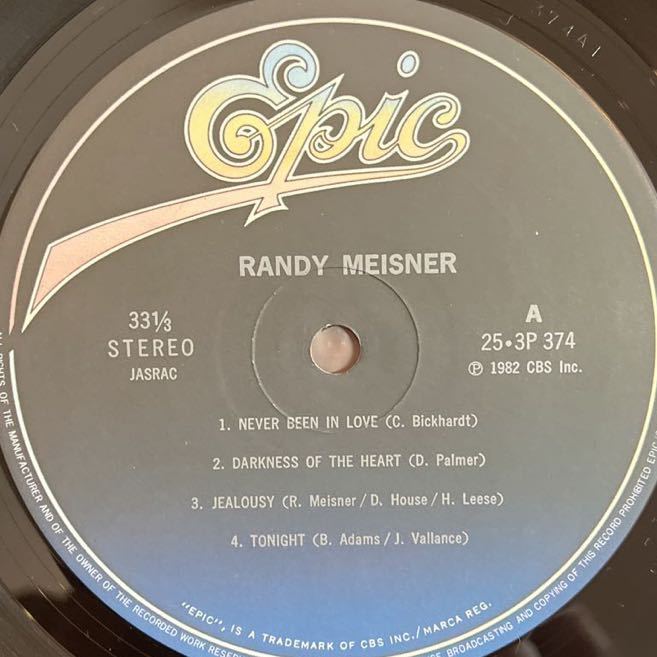 374A1
Epic
RANDY MEISNER
33⅓
STEREO
JASRAC
A
25・3P 374
Ⓟ 1982 CBS Inc.
1. NEVER BEEN IN LOVE (C. Bickhardt)
2. DARKNESS OF THE HEART (D. Palmer)
3. JEALOUSY (R. Meisner/D. House/H. Leese)
4. TONIGHT (B. Adams/J. Vallance)
"EPIC", IS A TRADEMARK OF CBS INC./MARCA REG.
RIGHTS OF THE MANUFACTURER AND OF THE OWNER OF THE RECORDED WORK
BROADCASTING AND COPYING OF THIS RECORD PROHIBITED EPIC